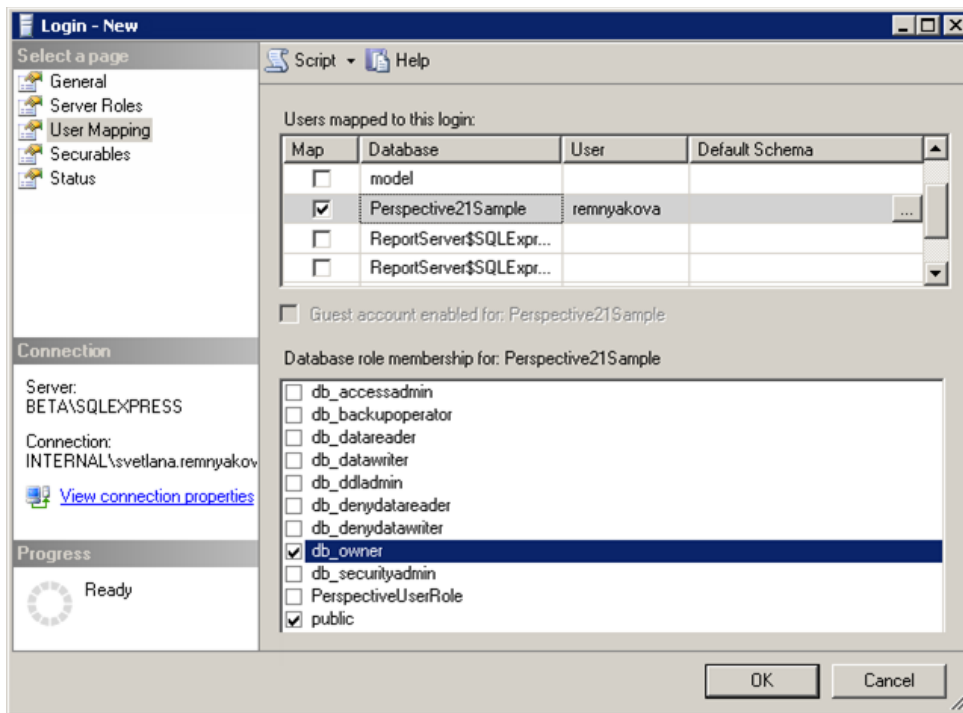 Login - New
Select a page
General
Server Roles
User Mapping
Securables
Status
Connection
Server:
BETA\SQLEXPRESS
Connection:
INTERNAL\svetlana.remnyakov
View connection properties
Progress
Ready
Script Help
Users mapped to this login:
Map Database User Default Schema
model
Perspective21Sample remnyakova ...
ReportServer$SQLExpr...
ReportServer$SQLExpr...
Guest account enabled for: Perspective21Sample
Database role membership for: Perspective21Sample
db_accessadmin
db_backupoperator
db_datareader
db_datawriter
db_ddladmin
db_denydatareader
db_denydatawriter
db_owner
db_securityadmin
PerspectiveUserRole
public
OK Cancel